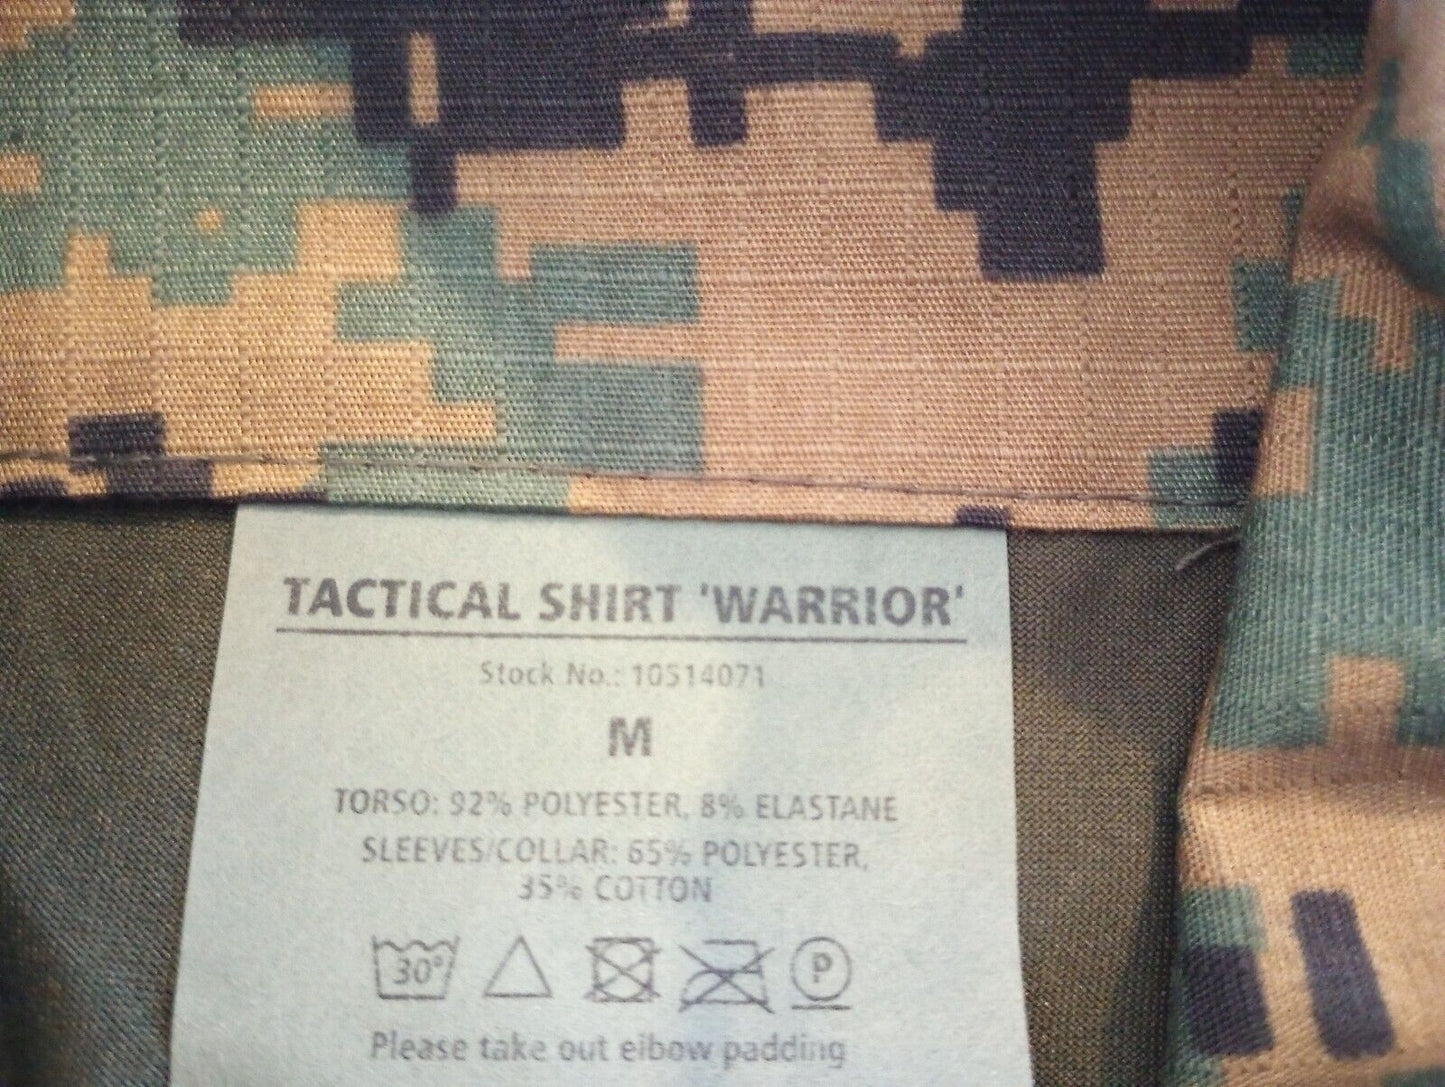 TACTICAL SHIRT 'WARRIOR'
Stock No.: 10514071
M
TORSO: 92% POLYESTER, 8% ELASTANE
SLEEVES/COLLAR: 65% POLYESTER,
35% COTTON
30°
P
Please take out elbow padding